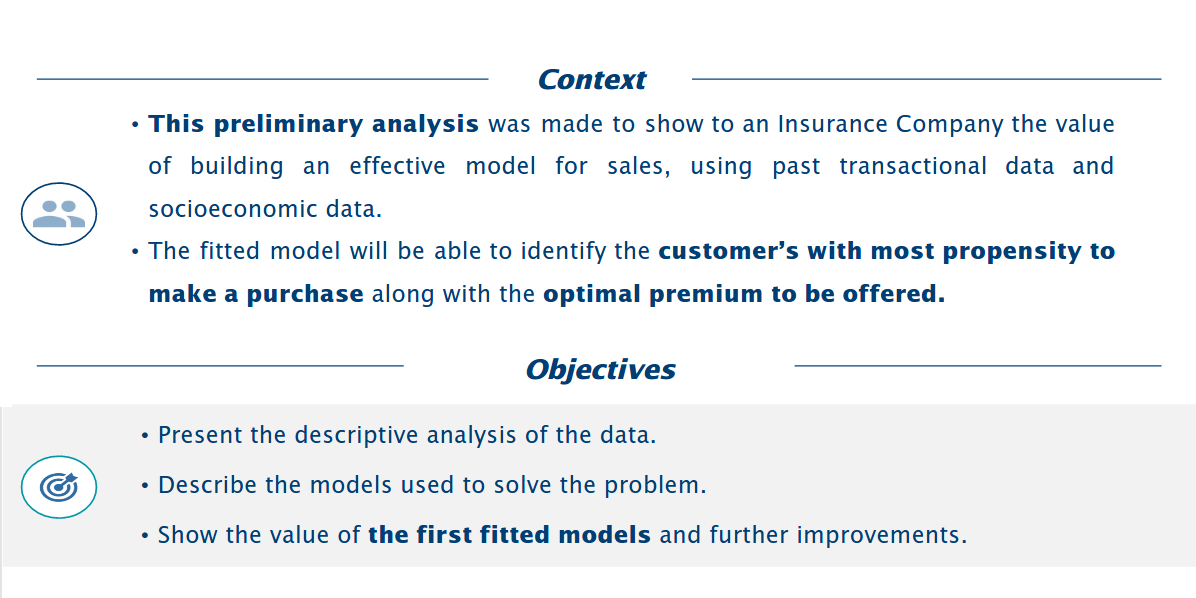 Context
• This preliminary analysis was made to show to an Insurance Company the value
of building an effective model for sales, using past transactional data and
socioeconomic data.
• The fitted model will be able to identify the customer’s with most propensity to
make a purchase along with the optimal premium to be offered.
Objectives
• Present the descriptive analysis of the data.
• Describe the models used to solve the problem.
• Show the value of the first fitted models and further improvements.